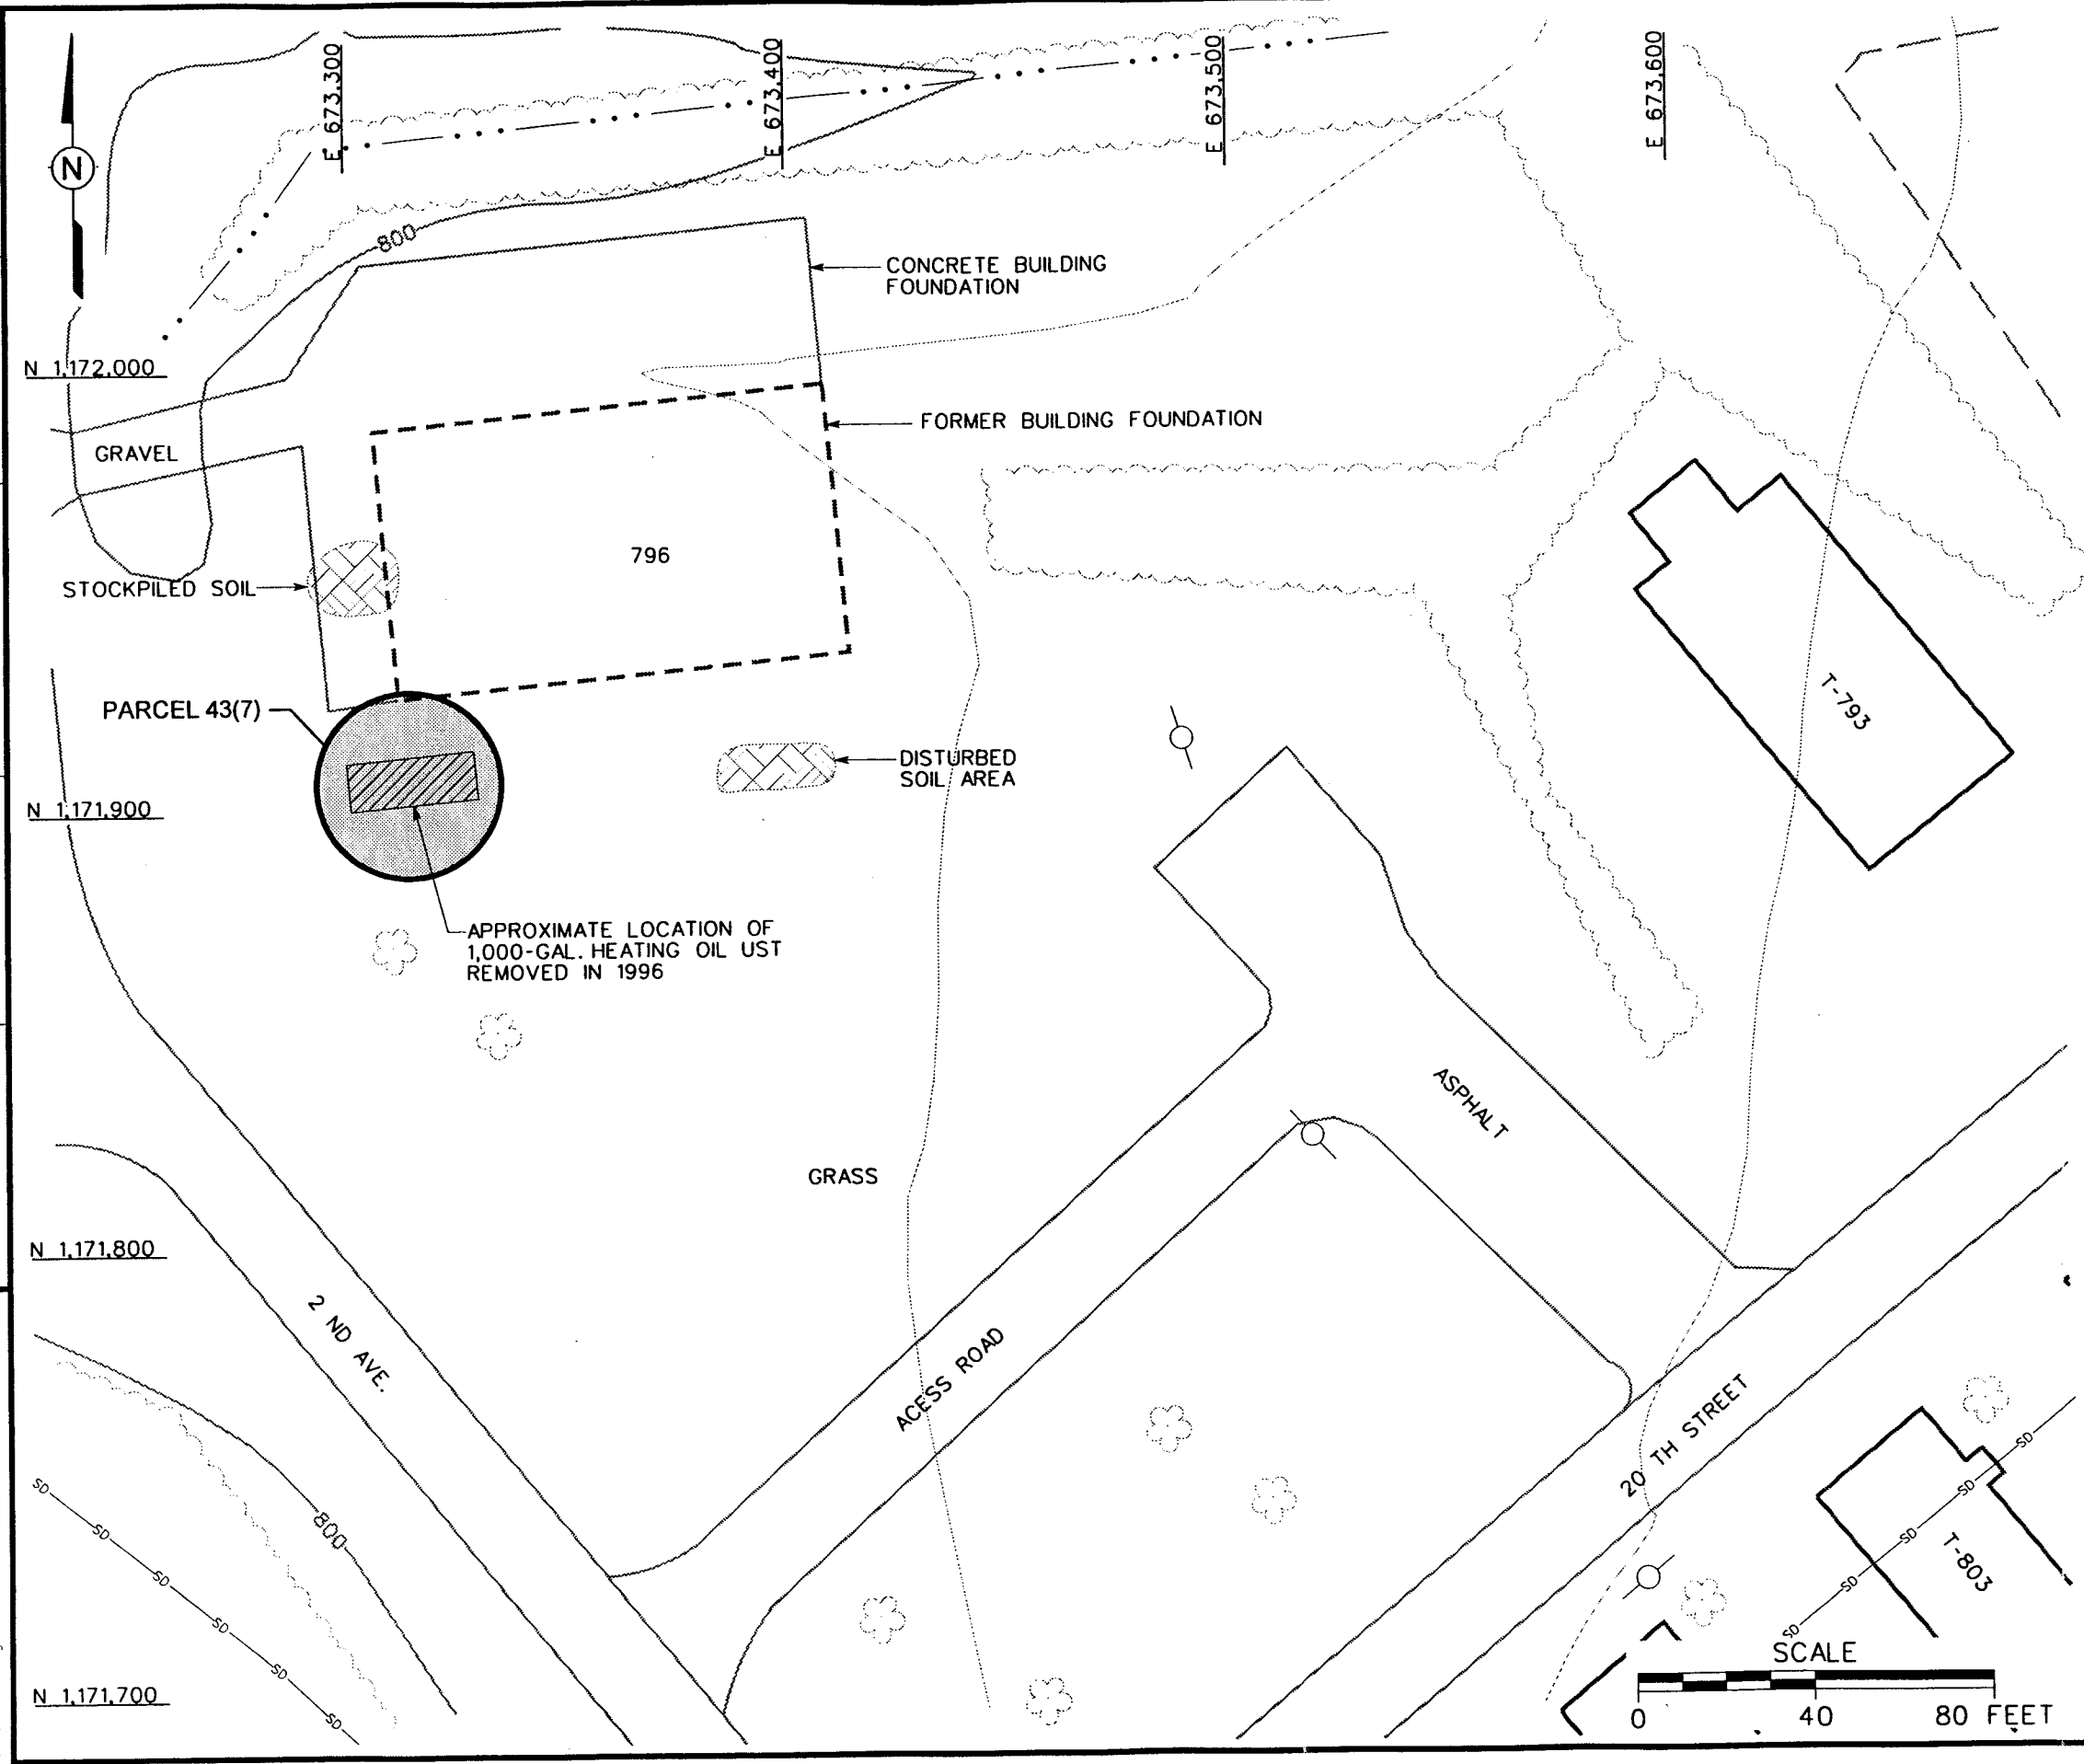 E 673,300
E 673,400
E 673,500
E 673,600
N
800
CONCRETE BUILDING
FOUNDATION
N 1,172,000
FORMER BUILDING FOUNDATION
GRAVEL
796
STOCKPILED SOIL
T-793
PARCEL 43(7)
DISTURBED
SOIL AREA
N 1,171,900
APPROXIMATE LOCATION OF
1,000-GAL. HEATING OIL UST
REMOVED IN 1996
ASPHALT
GRASS
N 1,171,800
2 ND AVE.
ACESS ROAD
20 TH STREET
SD
SD
SD
SD
SD
SD
800
SD
SD
SD
SD
SD
T-803
N 1,171,700
SCALE
0 40 80 FEET